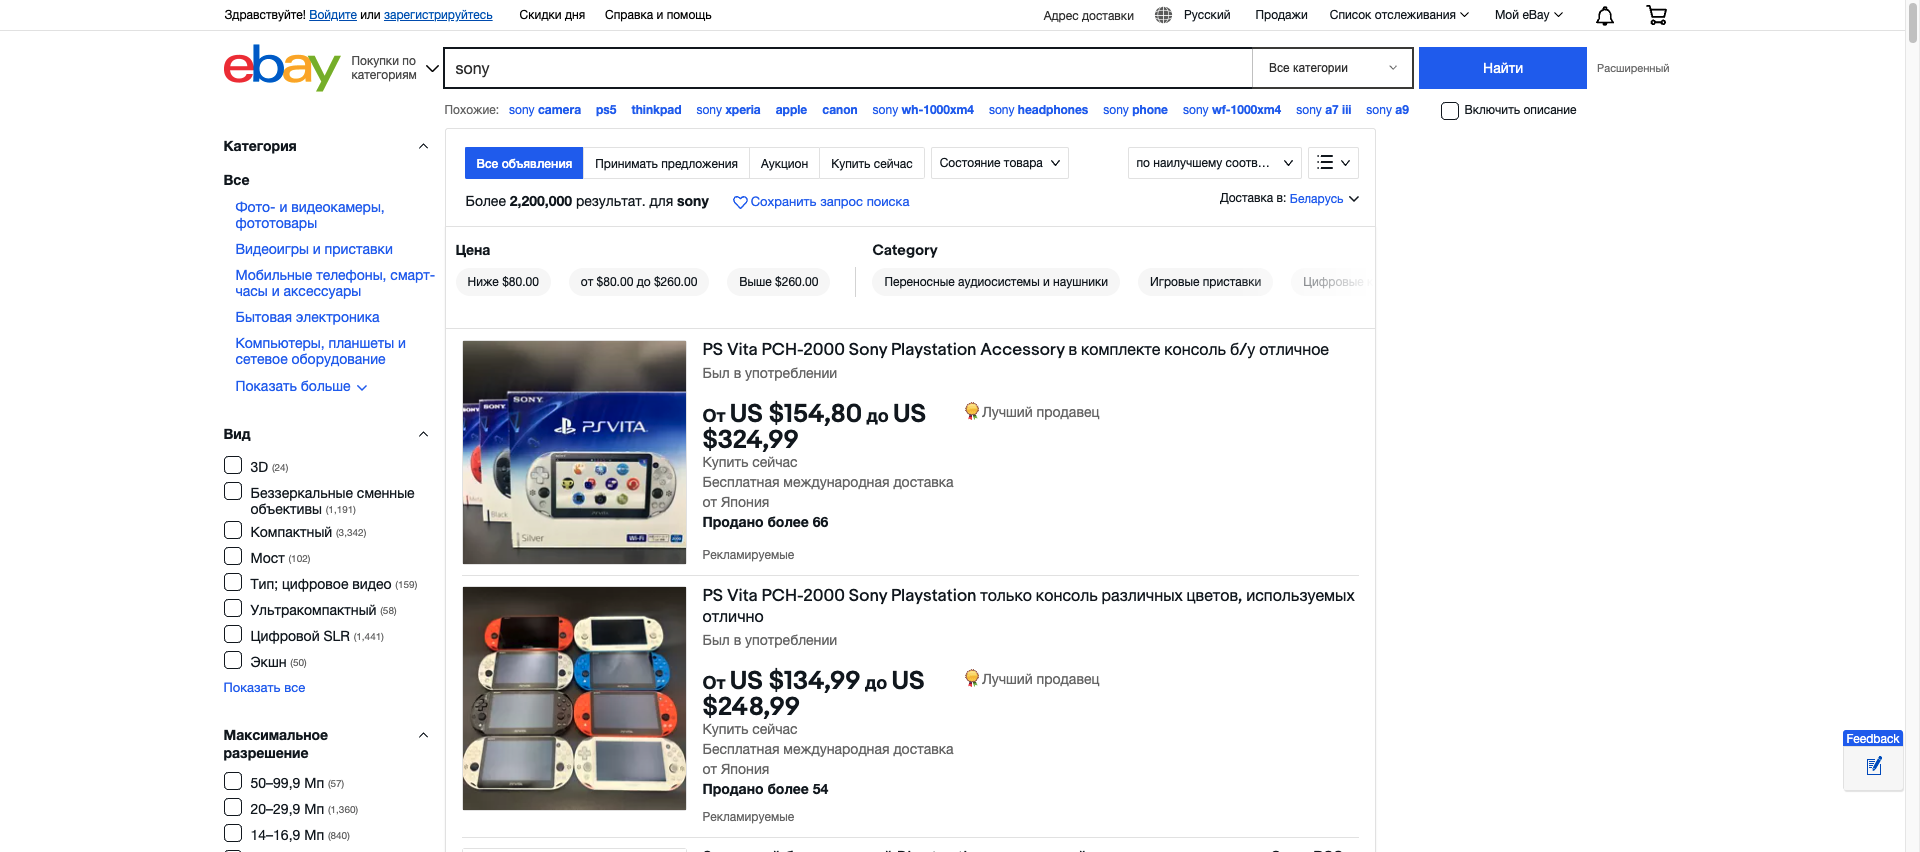 Здравствуйте! Войдите или зарегистрируйтесь Скидки дня Справка и помощь Адрес доставки Русский Продажи Список отслеживания Мой eBay
ebay Покупки по категориям sony Все категории Найти Расширенный
Похожие: sony camera ps5 thinkpad sony xperia apple canon sony wh-1000xm4 sony headphones sony phone sony wf-1000xm4 sony a7 iii sony a9 Включить описание
Категория
Все
Фото- и видеокамеры,
фототовары
Видеоигры и приставки
Мобильные телефоны, смарт-
часы и аксессуары
Бытовая электроника
Компьютеры, планшеты и
сетевое оборудование
Показать больше
Вид
3D (24)
Беззеркальные сменные
объективы (1,191)
Компактный (3,342)
Мост (102)
Тип; цифровое видео (159)
Ультракомпактный (58)
Цифровой SLR (1,441)
Экшн (50)
Показать все
Максимальное
разрешение
50–99,9 Мп (57)
20–29,9 Мп (1,360)
14–16,9 Мп (840)
Все объявления Принимать предложения Аукцион Купить сейчас Состояние товара по наилучшему соотв...
Более 2,200,000 результат. для sony Сохранить запрос поиска Доставка в: Беларусь
Цена Category
Ниже $80.00 от $80.00 до $260.00 Выше $260.00 Переносные аудиосистемы и наушники Игровые приставки Цифровые
SONY SONY SONY
PSVITA
Black
Silver
Wi-Fi
PS Vita PCH-2000 Sony Playstation Accessory в комплекте консоль б/у отличное
Был в употреблении
От US $154,80 до US
$324,99
Лучший продавец
Купить сейчас
Бесплатная международная доставка
от Япония
Продано более 66
Рекламируемые
PS Vita PCH-2000 Sony Playstation только консоль различных цветов, используемых
отлично
Был в употреблении
От US $134,99 до US
$248,99
Лучший продавец
Купить сейчас
Бесплатная международная доставка
от Япония
Продано более 54
Рекламируемые
Feedback